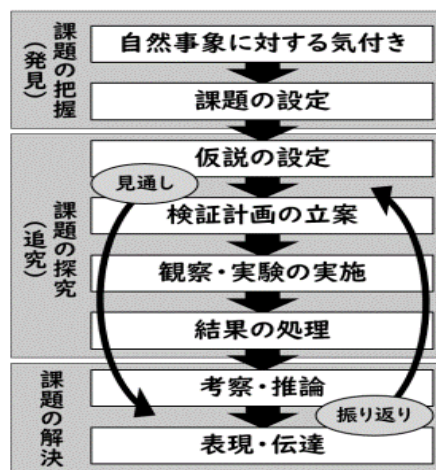 課題の把握
(発見)
自然事象に対する気付き
課題の設定
課題の探究
(追究)
仮説の設定
見通し
検証計画の立案
観察・実験の実施
結果の処理
課題の解決
考察・推論
振り返り
表現・伝達